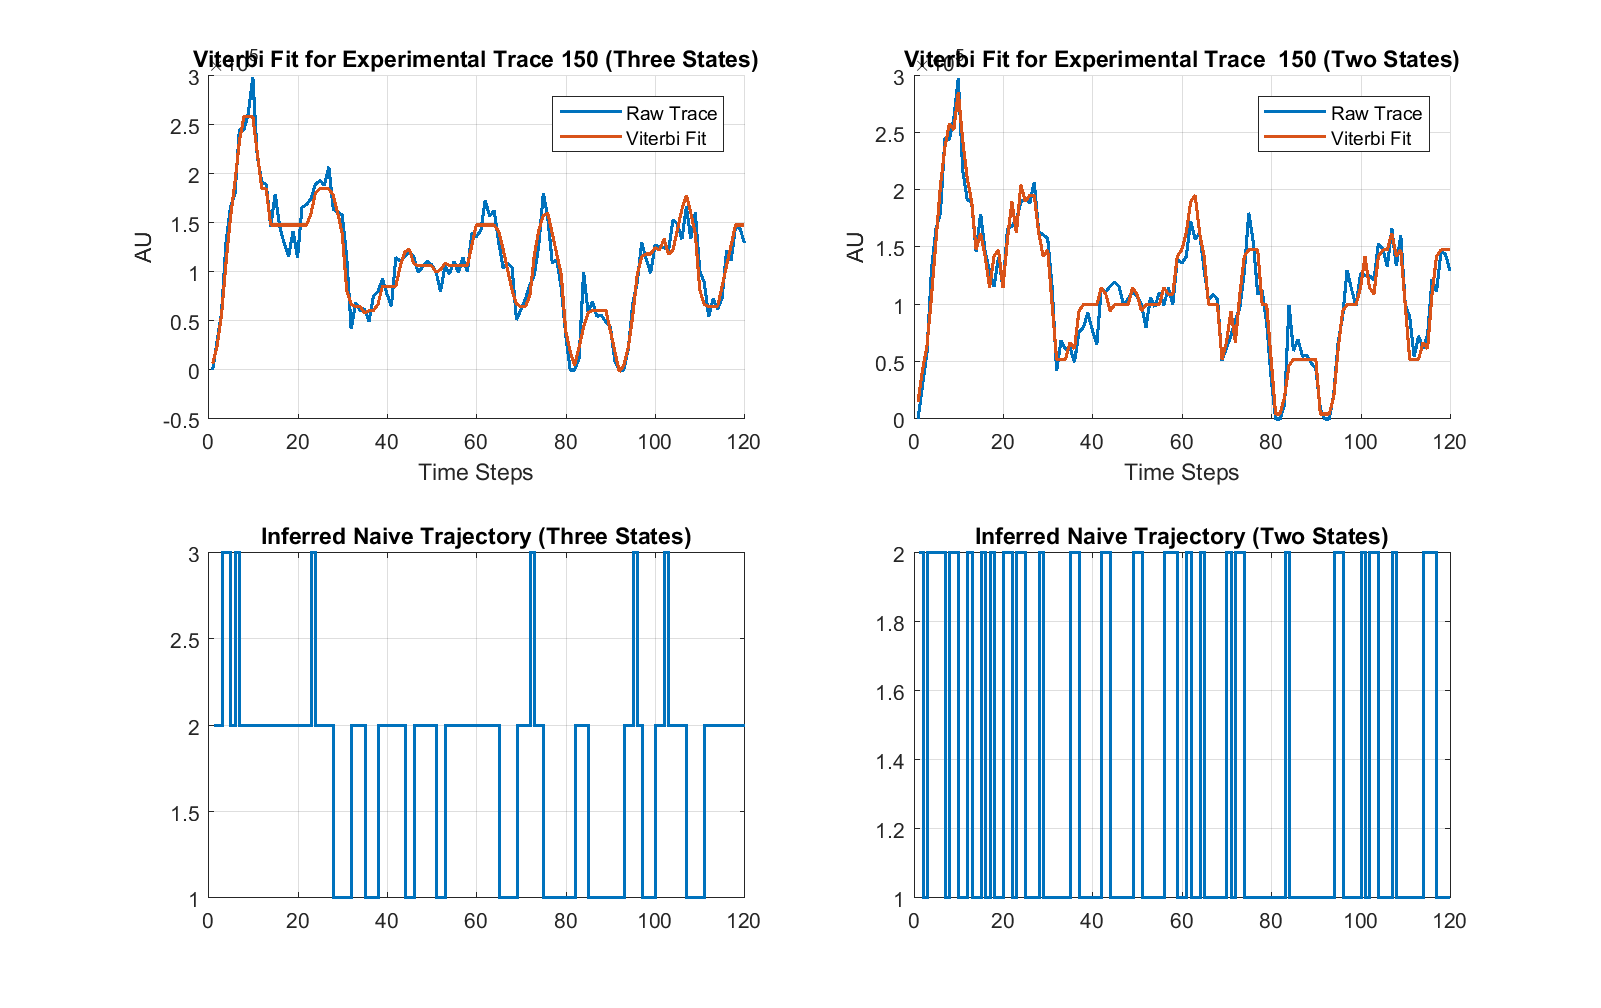 Viterbi Fit for Experimental Trace 150 (Three States)
×10^5
3
2.5
2
1.5
1
0.5
0
-0.5
AU
0 20 40 60 80 100 120
Time Steps
Raw Trace
Viterbi Fit
Viterbi Fit for Experimental Trace 150 (Two States)
×10^5
3
2.5
2
1.5
1
0.5
0
AU
0 20 40 60 80 100 120
Time Steps
Raw Trace
Viterbi Fit
Inferred Naive Trajectory (Three States)
3
2.5
2
1.5
1
0 20 40 60 80 100 120
Inferred Naive Trajectory (Two States)
2
1.8
1.6
1.4
1.2
1
0 20 40 60 80 100 120